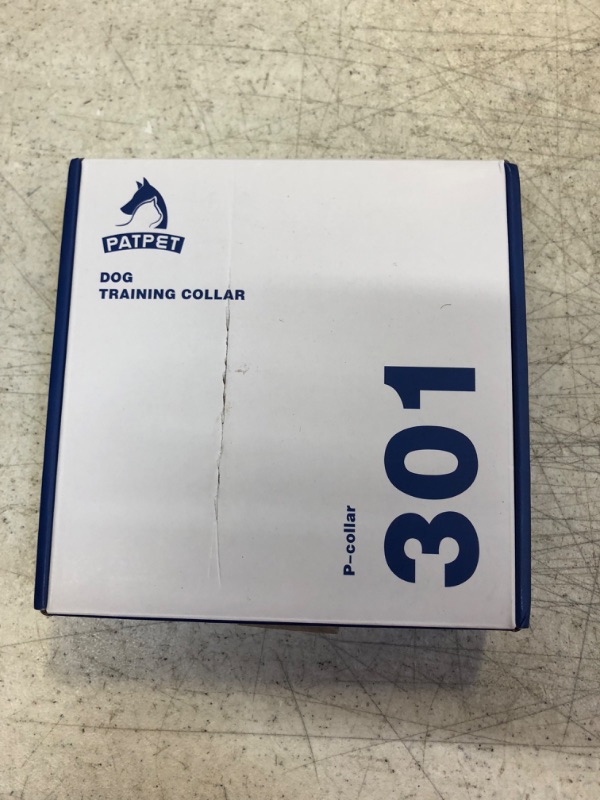 PATPET
DOG
TRAINING COLLAR
P-collar
301